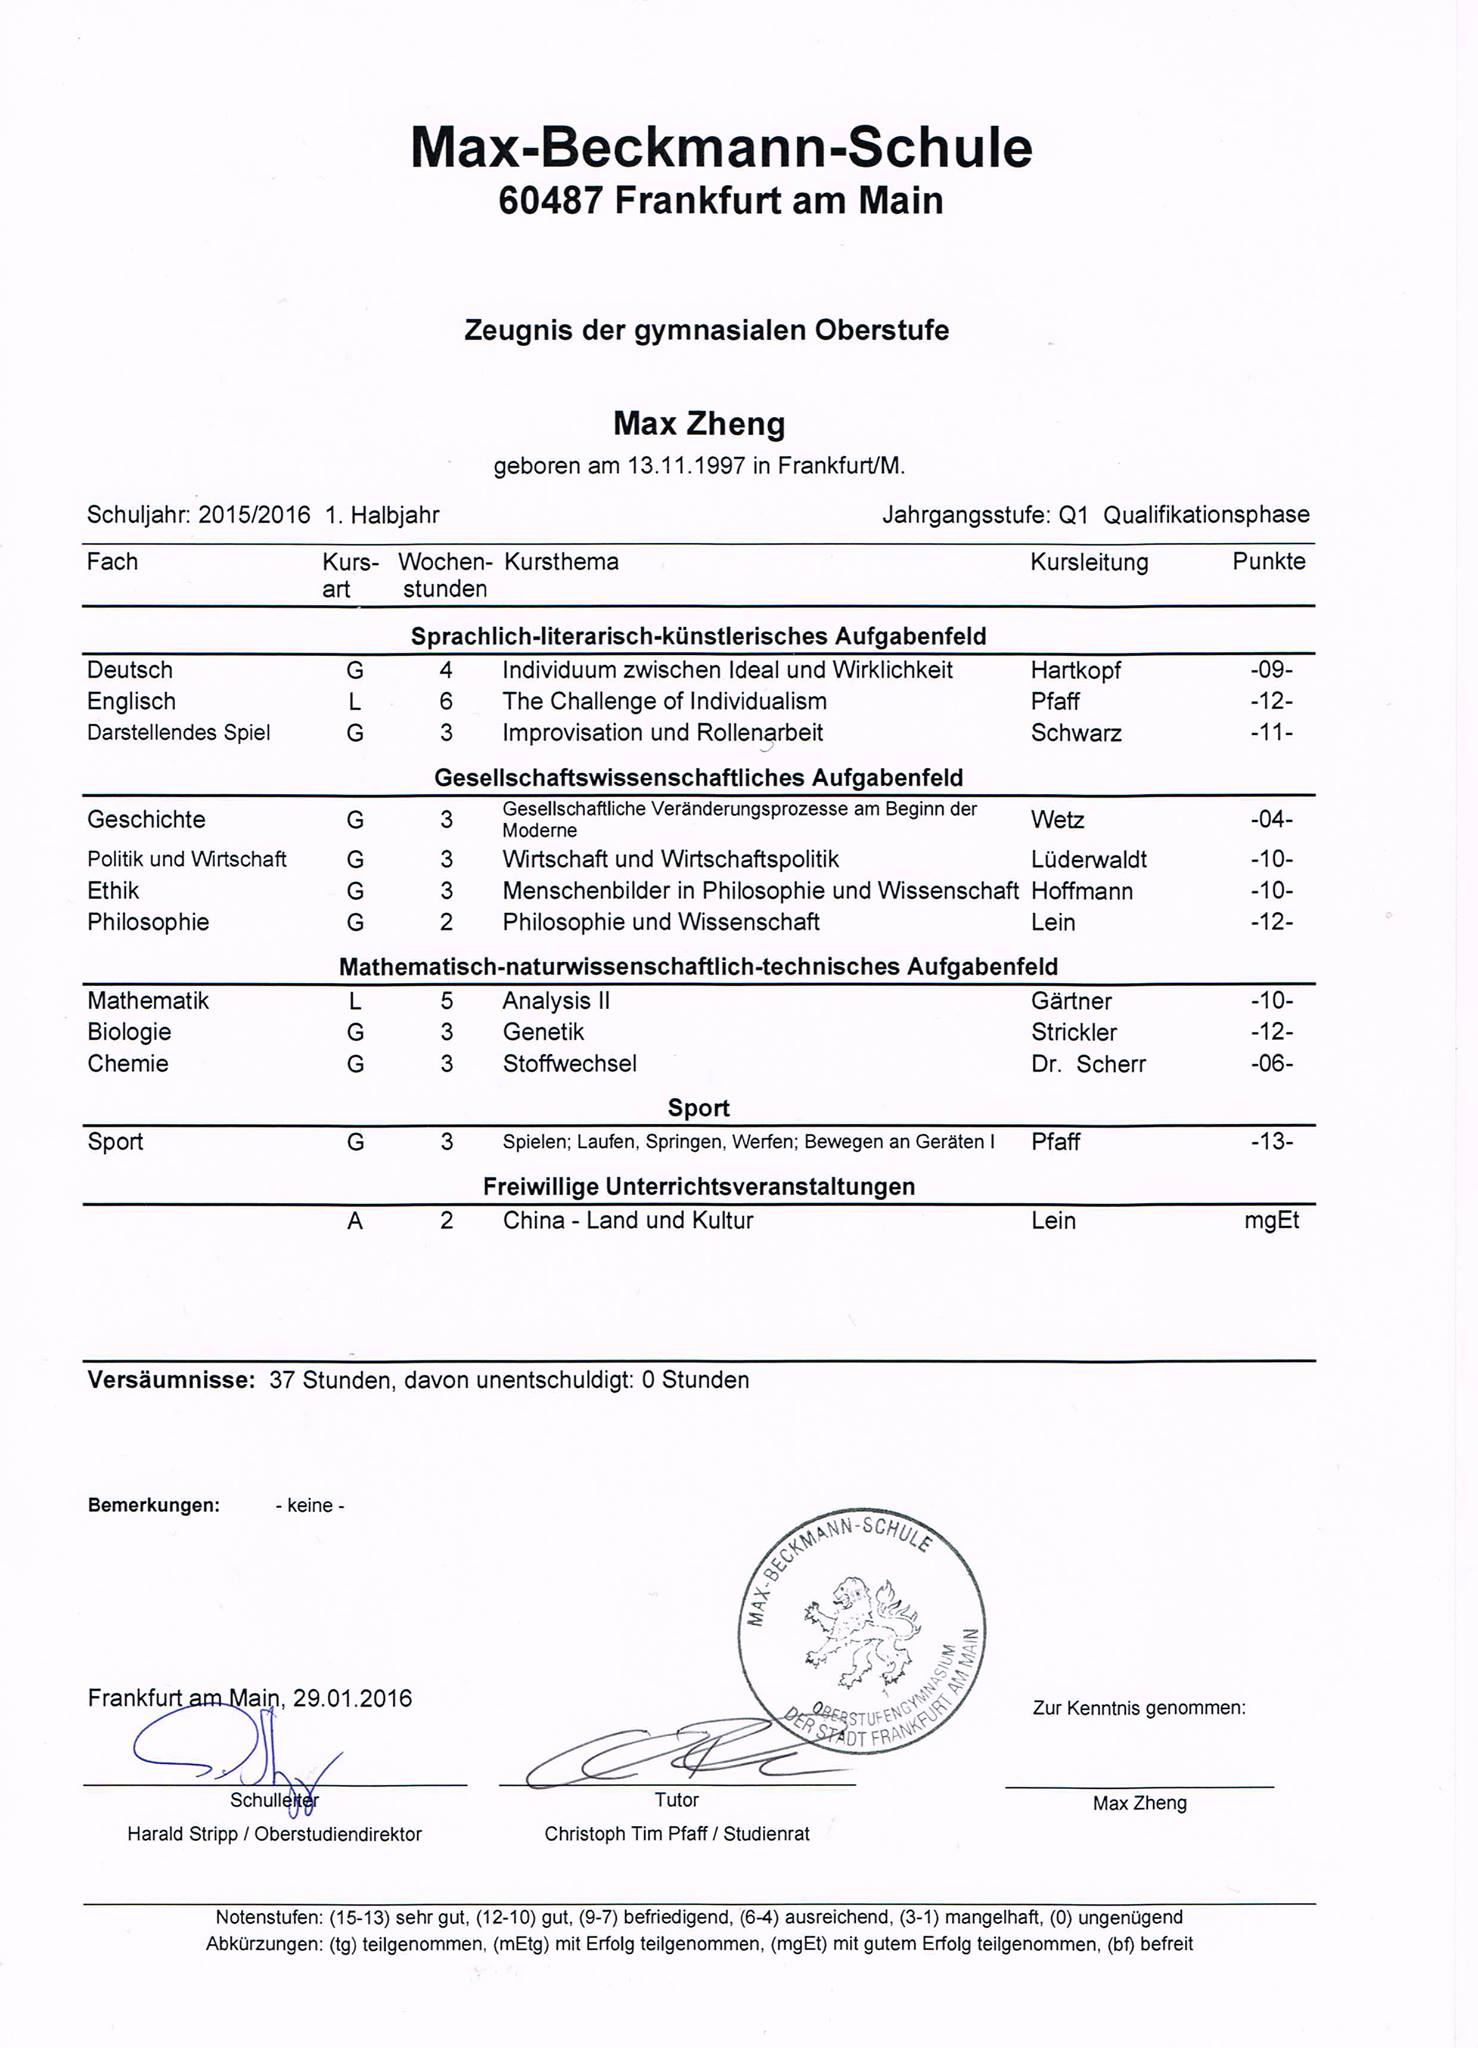 Max-Beckmann-Schule
60487 Frankfurt am Main
Zeugnis der gymnasialen Oberstufe
Max Zheng
geboren am 13.11.1997 in Frankfurt/M.
Schuljahr: 2015/2016 1. Halbjahr Jahrgangsstufe: Q1 Qualifikationsphase
Fach Kurs- Wochen- Kursthema Kursleitung Punkte
art stunden
Sprachlich-literarisch-künstlerisches Aufgabenfeld
Deutsch G 4 Individuum zwischen Ideal und Wirklichkeit Hartkopf -09-
Englisch L 6 The Challenge of Individualism Pfaff -12-
Darstellendes Spiel G 3 Improvisation und Rollenarbeit Schwarz -11-
Gesellschaftswissenschaftliches Aufgabenfeld
Geschichte G 3 Gesellschaftliche Veränderungsprozesse am Beginn der Wetz -04-
Moderne
Politik und Wirtschaft G 3 Wirtschaft und Wirtschaftspolitik Lüderwaldt -10-
Ethik G 3 Menschenbilder in Philosophie und Wissenschaft Hoffmann -10-
Philosophie G 2 Philosophie und Wissenschaft Lein -12-
Mathematisch-naturwissenschaftlich-technisches Aufgabenfeld
Mathematik L 5 Analysis II Gärtner -10-
Biologie G 3 Genetik Strickler -12-
Chemie G 3 Stoffwechsel Dr. Scherr -06-
Sport
Sport G 3 Spielen; Laufen, Springen, Werfen; Bewegen an Geräten I Pfaff -13-
Freiwillige Unterrichtsveranstaltungen
A 2 China - Land und Kultur Lein mgEt
Versäumnisse: 37 Stunden, davon unentschuldigt: 0 Stunden
Bemerkungen: - keine -
MAX-BECKMANN-SCHULE
1
OBERSTUFENGYMNASIUM
DER STADT FRANKFURT AM MAIN
Frankfurt am Main, 29.01.2016
Zur Kenntnis genommen:
Schulleiter Tutor Max Zheng
Harald Stripp / Oberstudiendirektor Christoph Tim Pfaff / Studienrat
Notenstufen: (15-13) sehr gut, (12-10) gut, (9-7) befriedigend, (6-4) ausreichend, (3-1) mangelhaft, (0) ungenügend
Abkürzungen: (tg) teilgenommen, (mEtg) mit Erfolg teilgenommen, (mgEt) mit gutem Erfolg teilgenommen, (bf) befreit